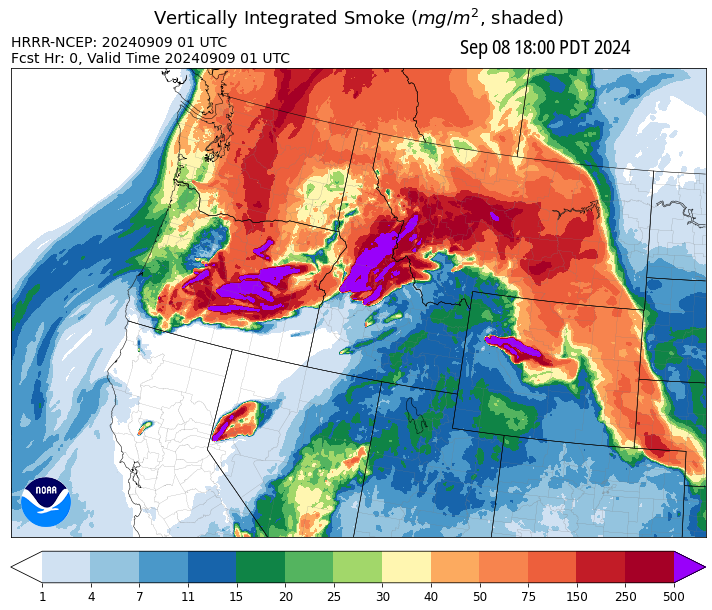 Vertically Integrated Smoke (mg/m², shaded)
HRRR-NCEP: 20240909 01 UTC
Sep 08 18:00 PDT 2024
Fcst Hr: 0, Valid Time 20240909 01 UTC
NOAA
1 4 7 11 15 20 25 30 40 50 75 150 250 500